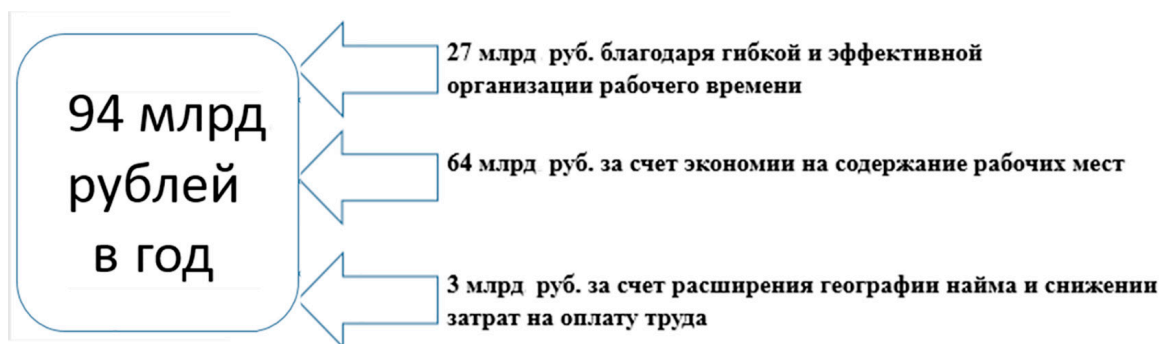 94 млрд
рублей
в год
27 млрд руб. благодаря гибкой и эффективной
организации рабочего времени
64 млрд руб. за счет экономии на содержание рабочих мест
3 млрд руб. за счет расширения географии найма и снижении
затрат на оплату труда